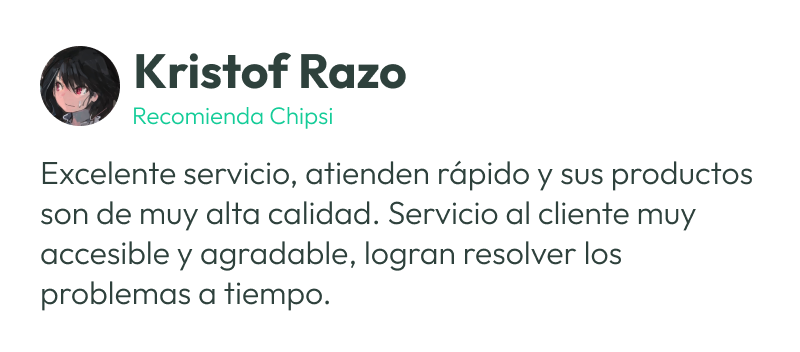 Kristof Razo
Recomienda Chipsi
Excelente servicio, atienden rápido y sus productos
son de muy alta calidad. Servicio al cliente muy
accesible y agradable, logran resolver los
problemas a tiempo.